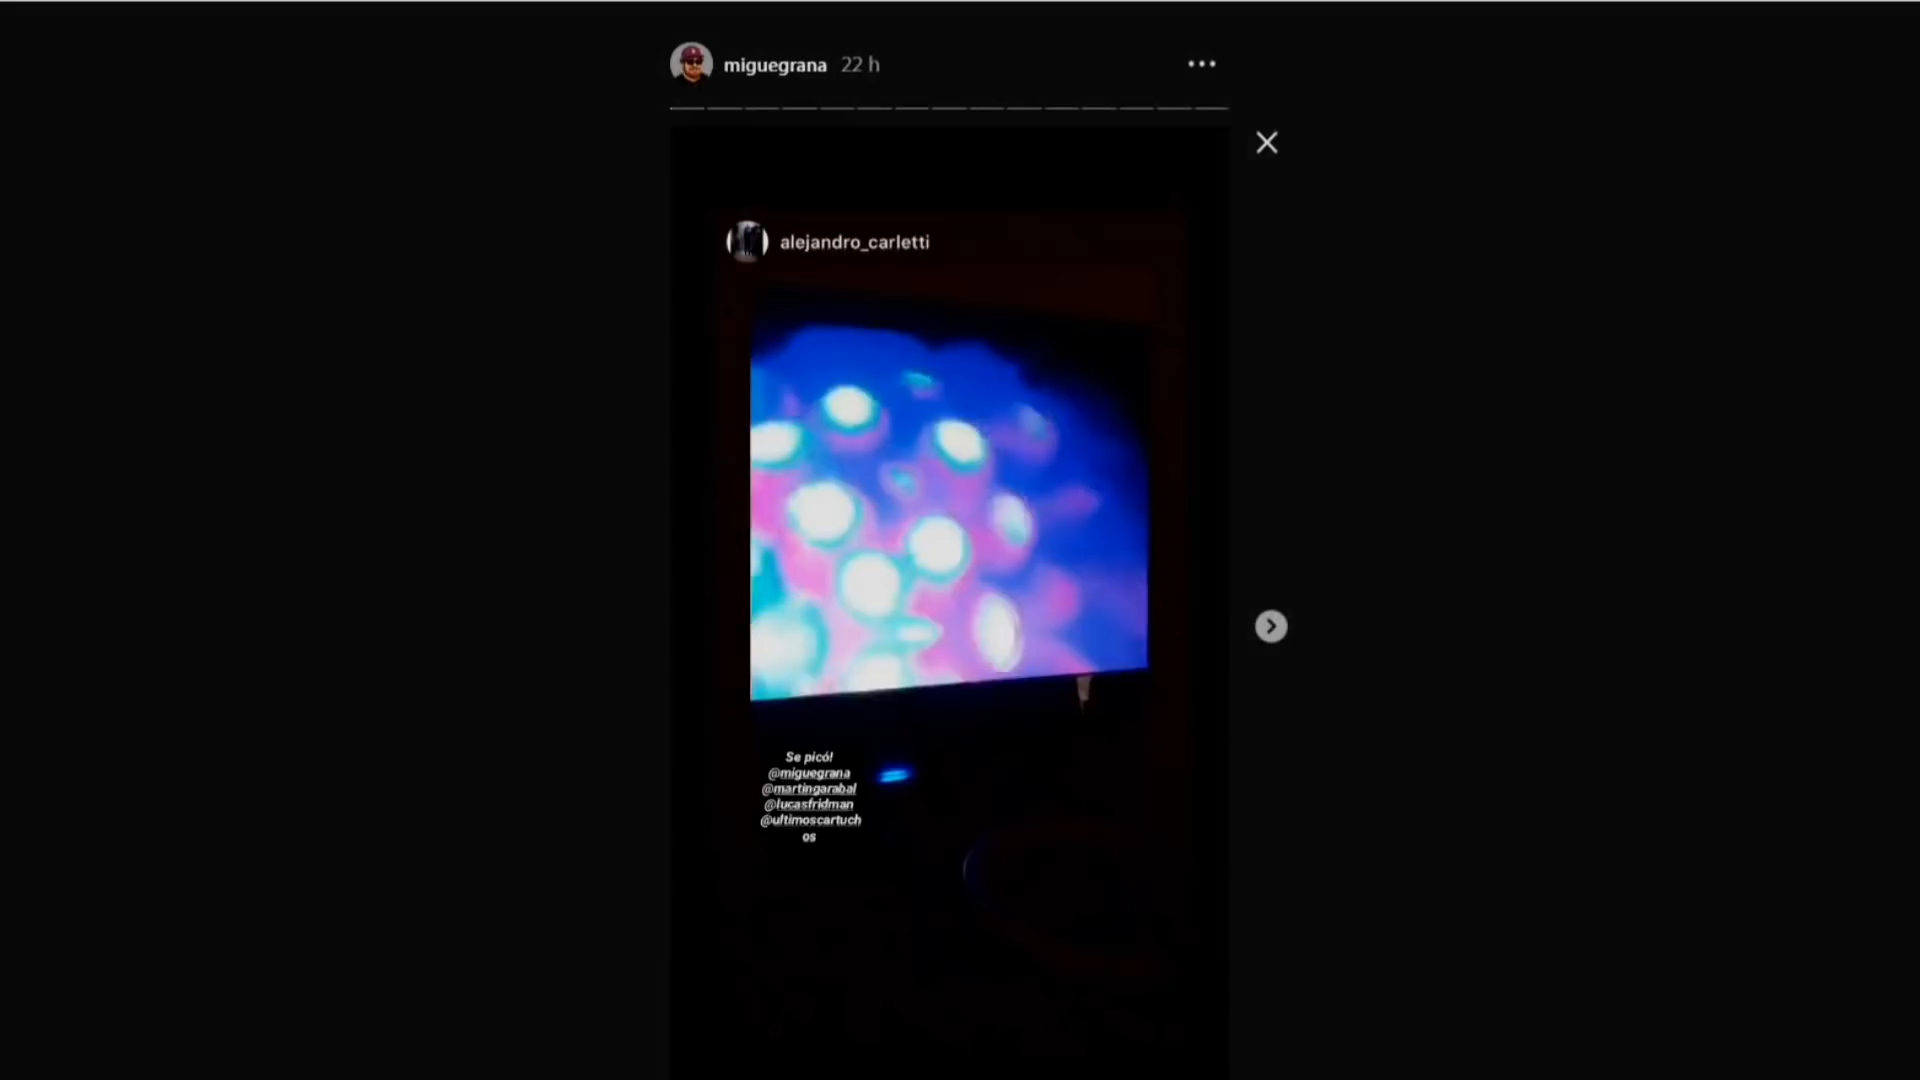 miguegrana 22 h
alejandro_carletti
Se picó!
@miguegrana
@martingarabal
@lucasfridman
@ultimoscartuch
os